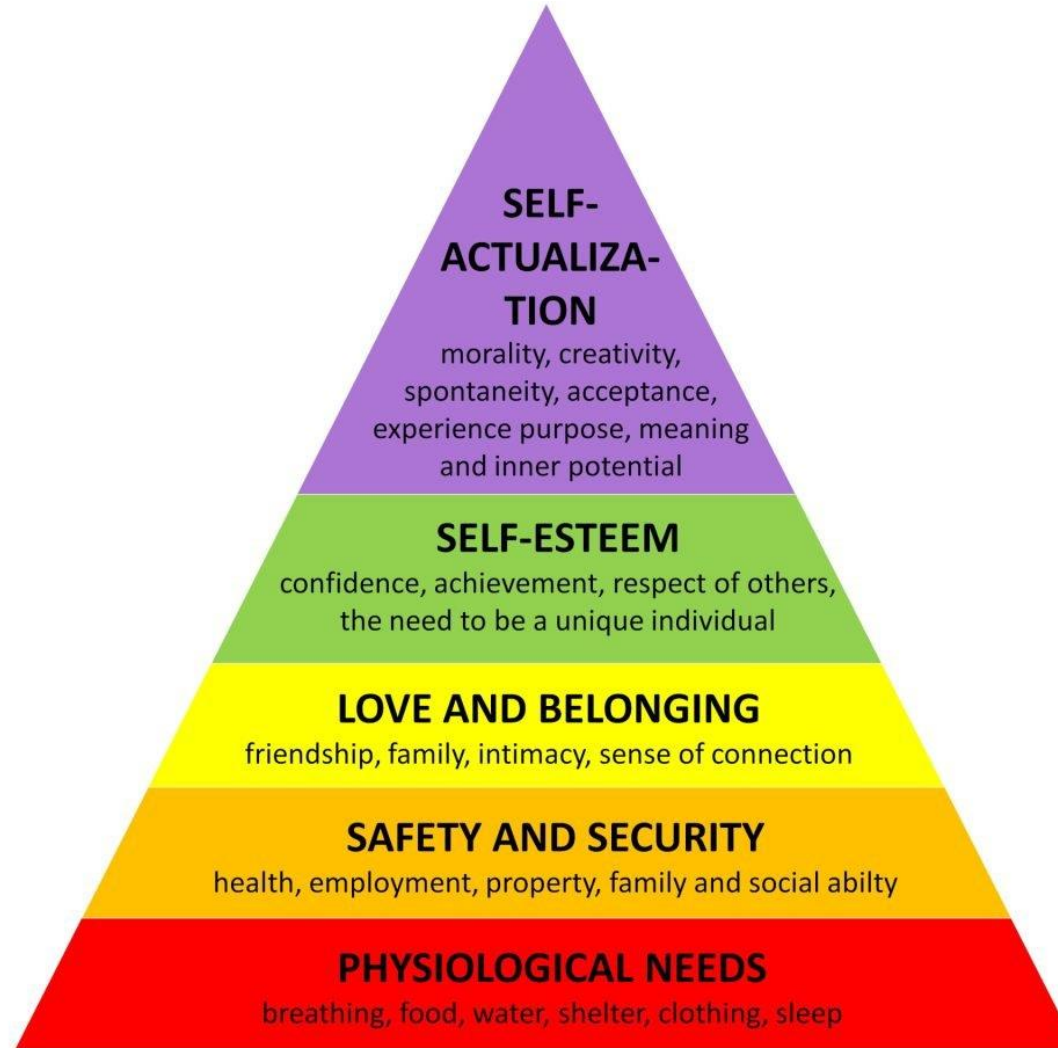 SELF-
ACTUALIZA-
TION
morality, creativity,
spontaneity, acceptance,
experience purpose, meaning
and inner potential
SELF-ESTEEM
confidence, achievement, respect of others,
the need to be a unique individual
LOVE AND BELONGING
friendship, family, intimacy, sense of connection
SAFETY AND SECURITY
health, employment, property, family and social abilty
PHYSIOLOGICAL NEEDS
breathing, food, water, shelter, clothing, sleep